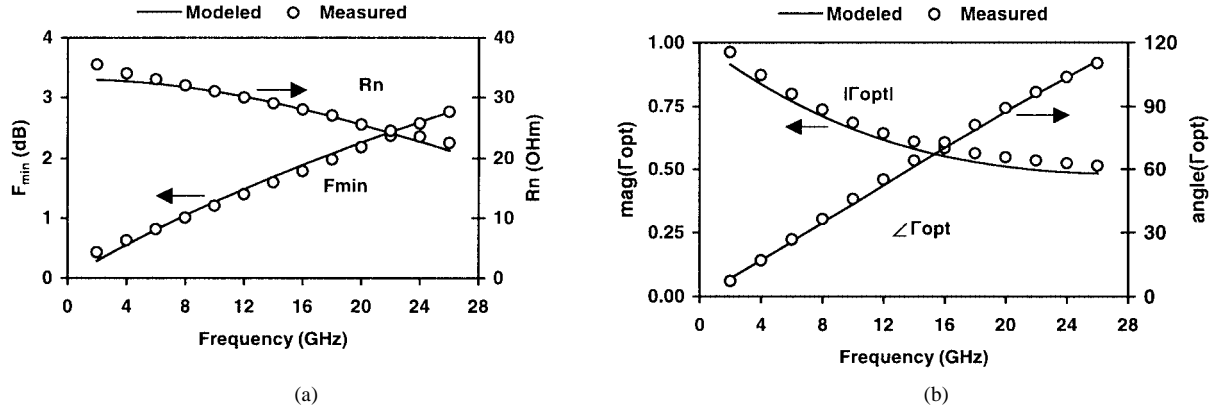 Modeled Measured
4
3
2
1
0
F_min (dB)
40
30
20
10
0
Rn (OHm)
Rn
Fmin
0 4 8 12 16 20 24 28
Frequency (GHz)
(a)
Modeled Measured
1.00
0.75
0.50
0.25
0.00
mag(Γopt)
120
90
60
30
0
angle(Γopt)
|Γopt|
∠Γopt
0 4 8 12 16 20 24 28
Frequency (GHz)
(b)